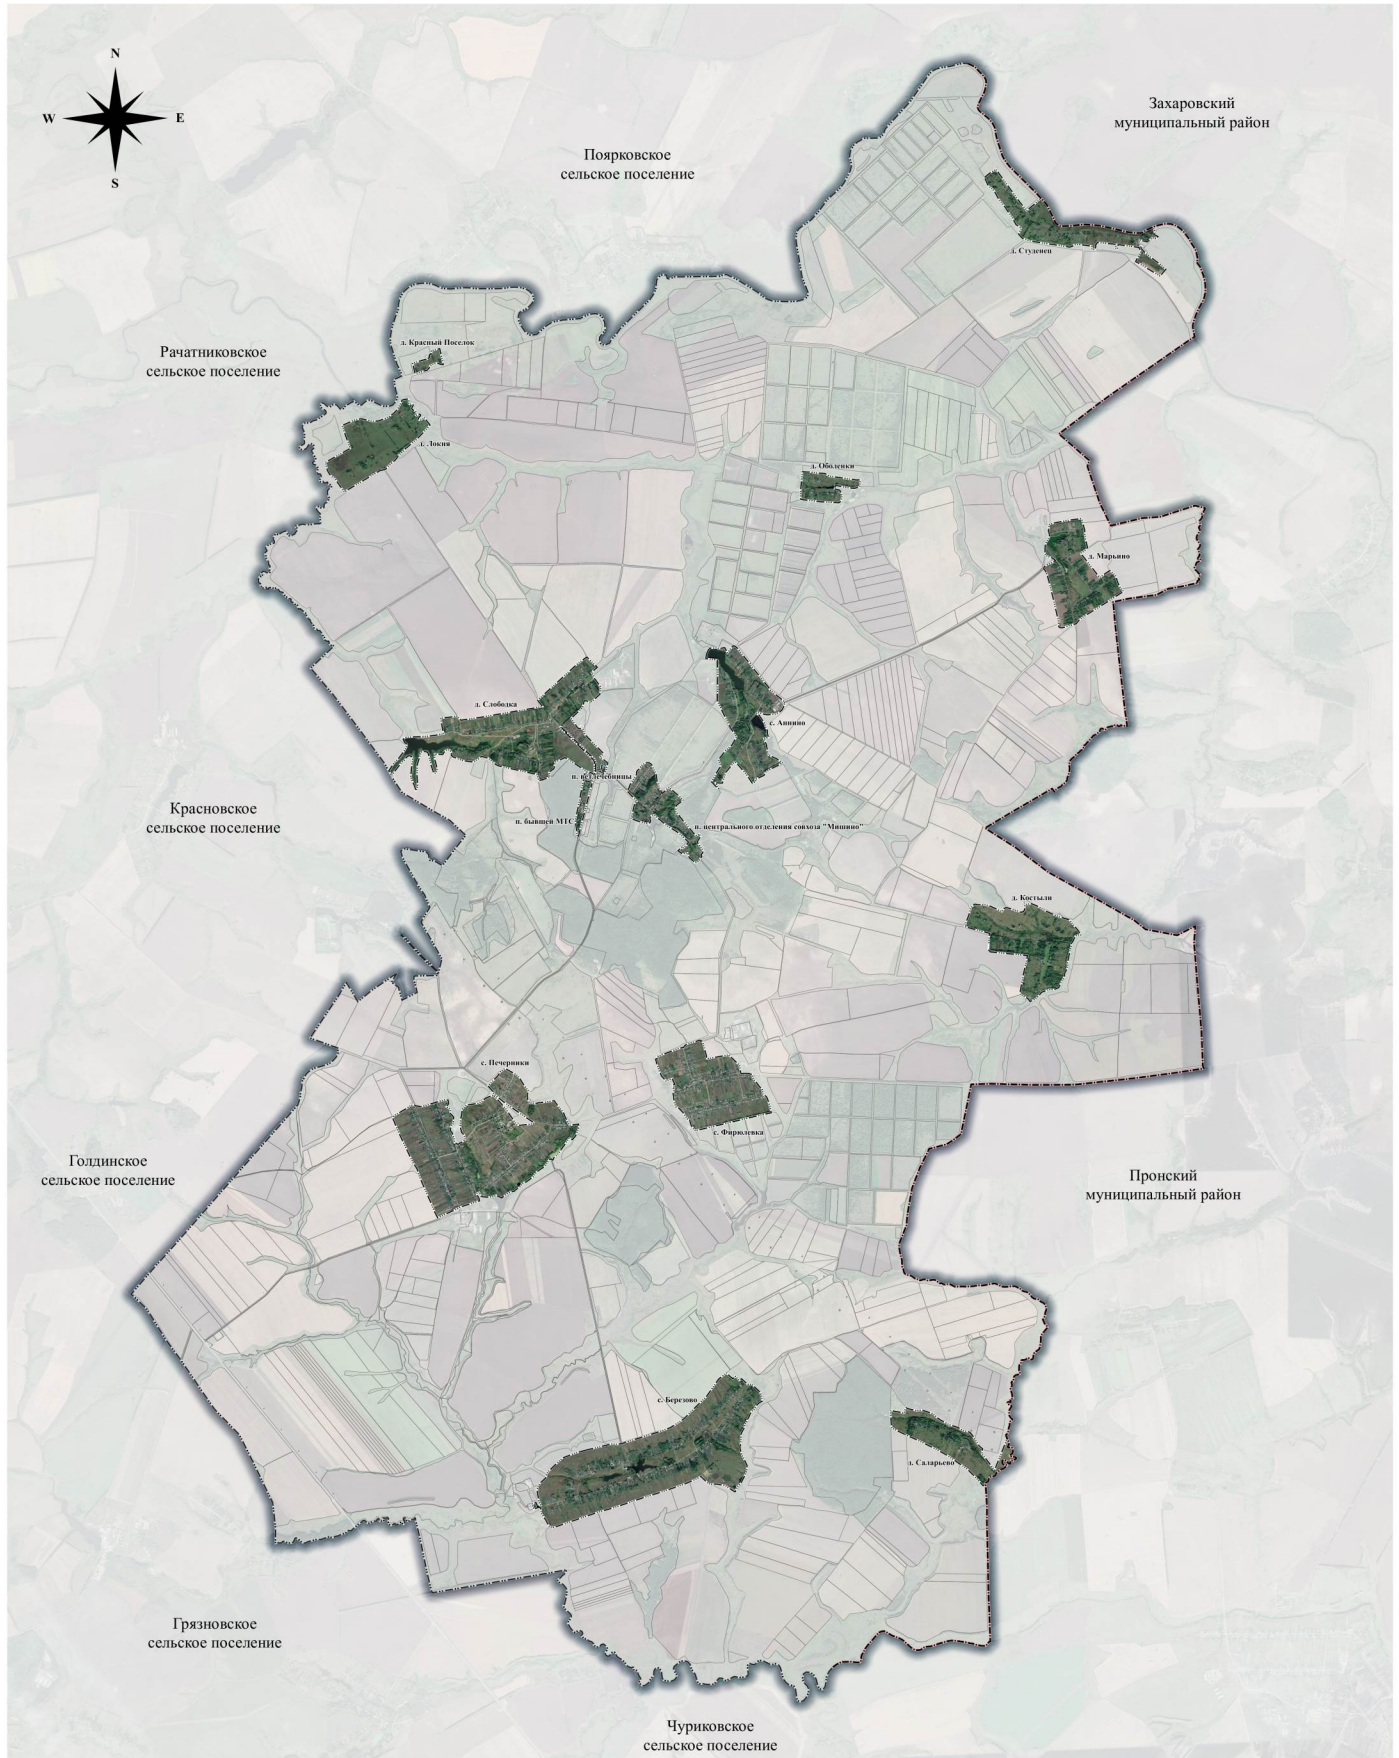 N
W
E
S
Захаровский
муниципальный район
Поярковское
сельское поселение
д. Студенец
д. Красный Поселок
Рачатниковское
сельское поселение
д. Локня
д. Оболенки
д. Марьино
д. Слободка
с. Аннино
п. ветлечебницы
Красновское
сельское поселение
п. бывшей МТС
п. центрального отделения совхоза "Мишино"
д. Костыли
с. Печерники
с. Фирюлевка
Голдинское
сельское поселение
Пронский
муниципальный район
с. Березово
д. Саларьево
Грязновское
сельское поселение
Чуриковское
сельское поселение